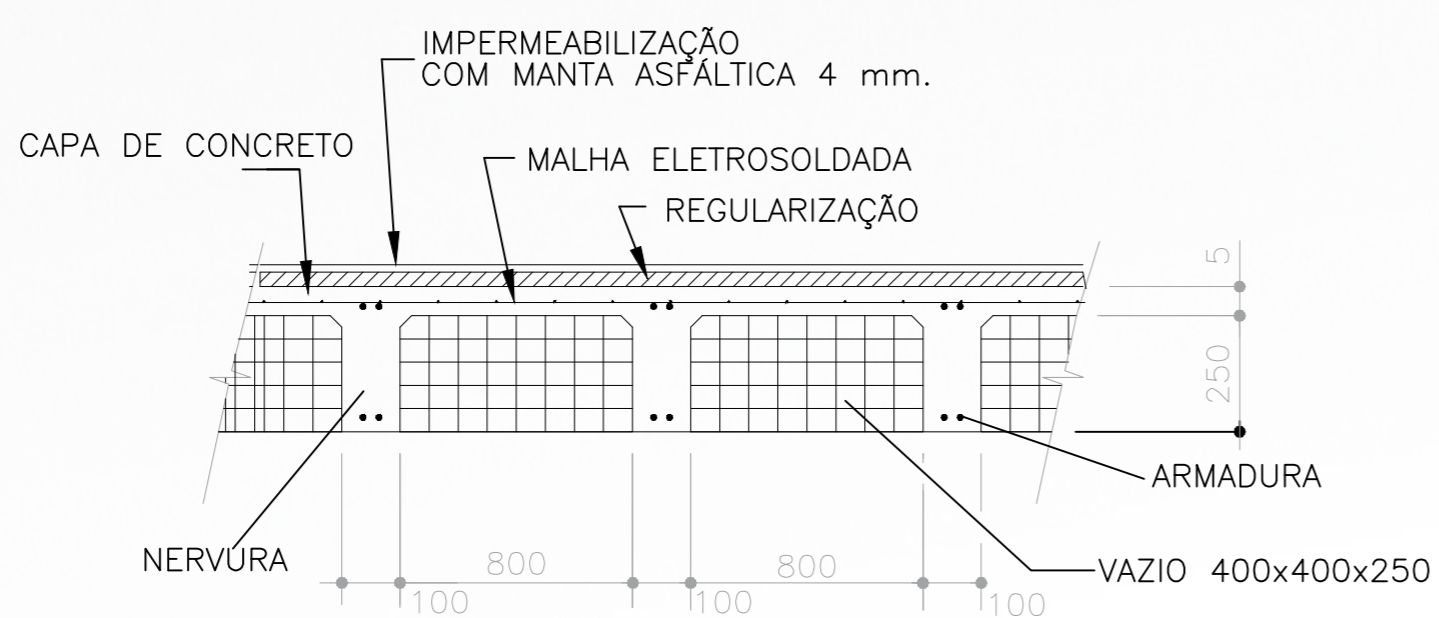 IMPERMEABILIZAÇÃO
COM MANTA ASFÁLTICA 4 mm.
CAPA DE CONCRETO
MALHA ELETROSOLDADA
REGULARIZAÇÃO
5
250
ARMADURA
NERVURA
800
800
VAZIO 400x400x250
100
100
100